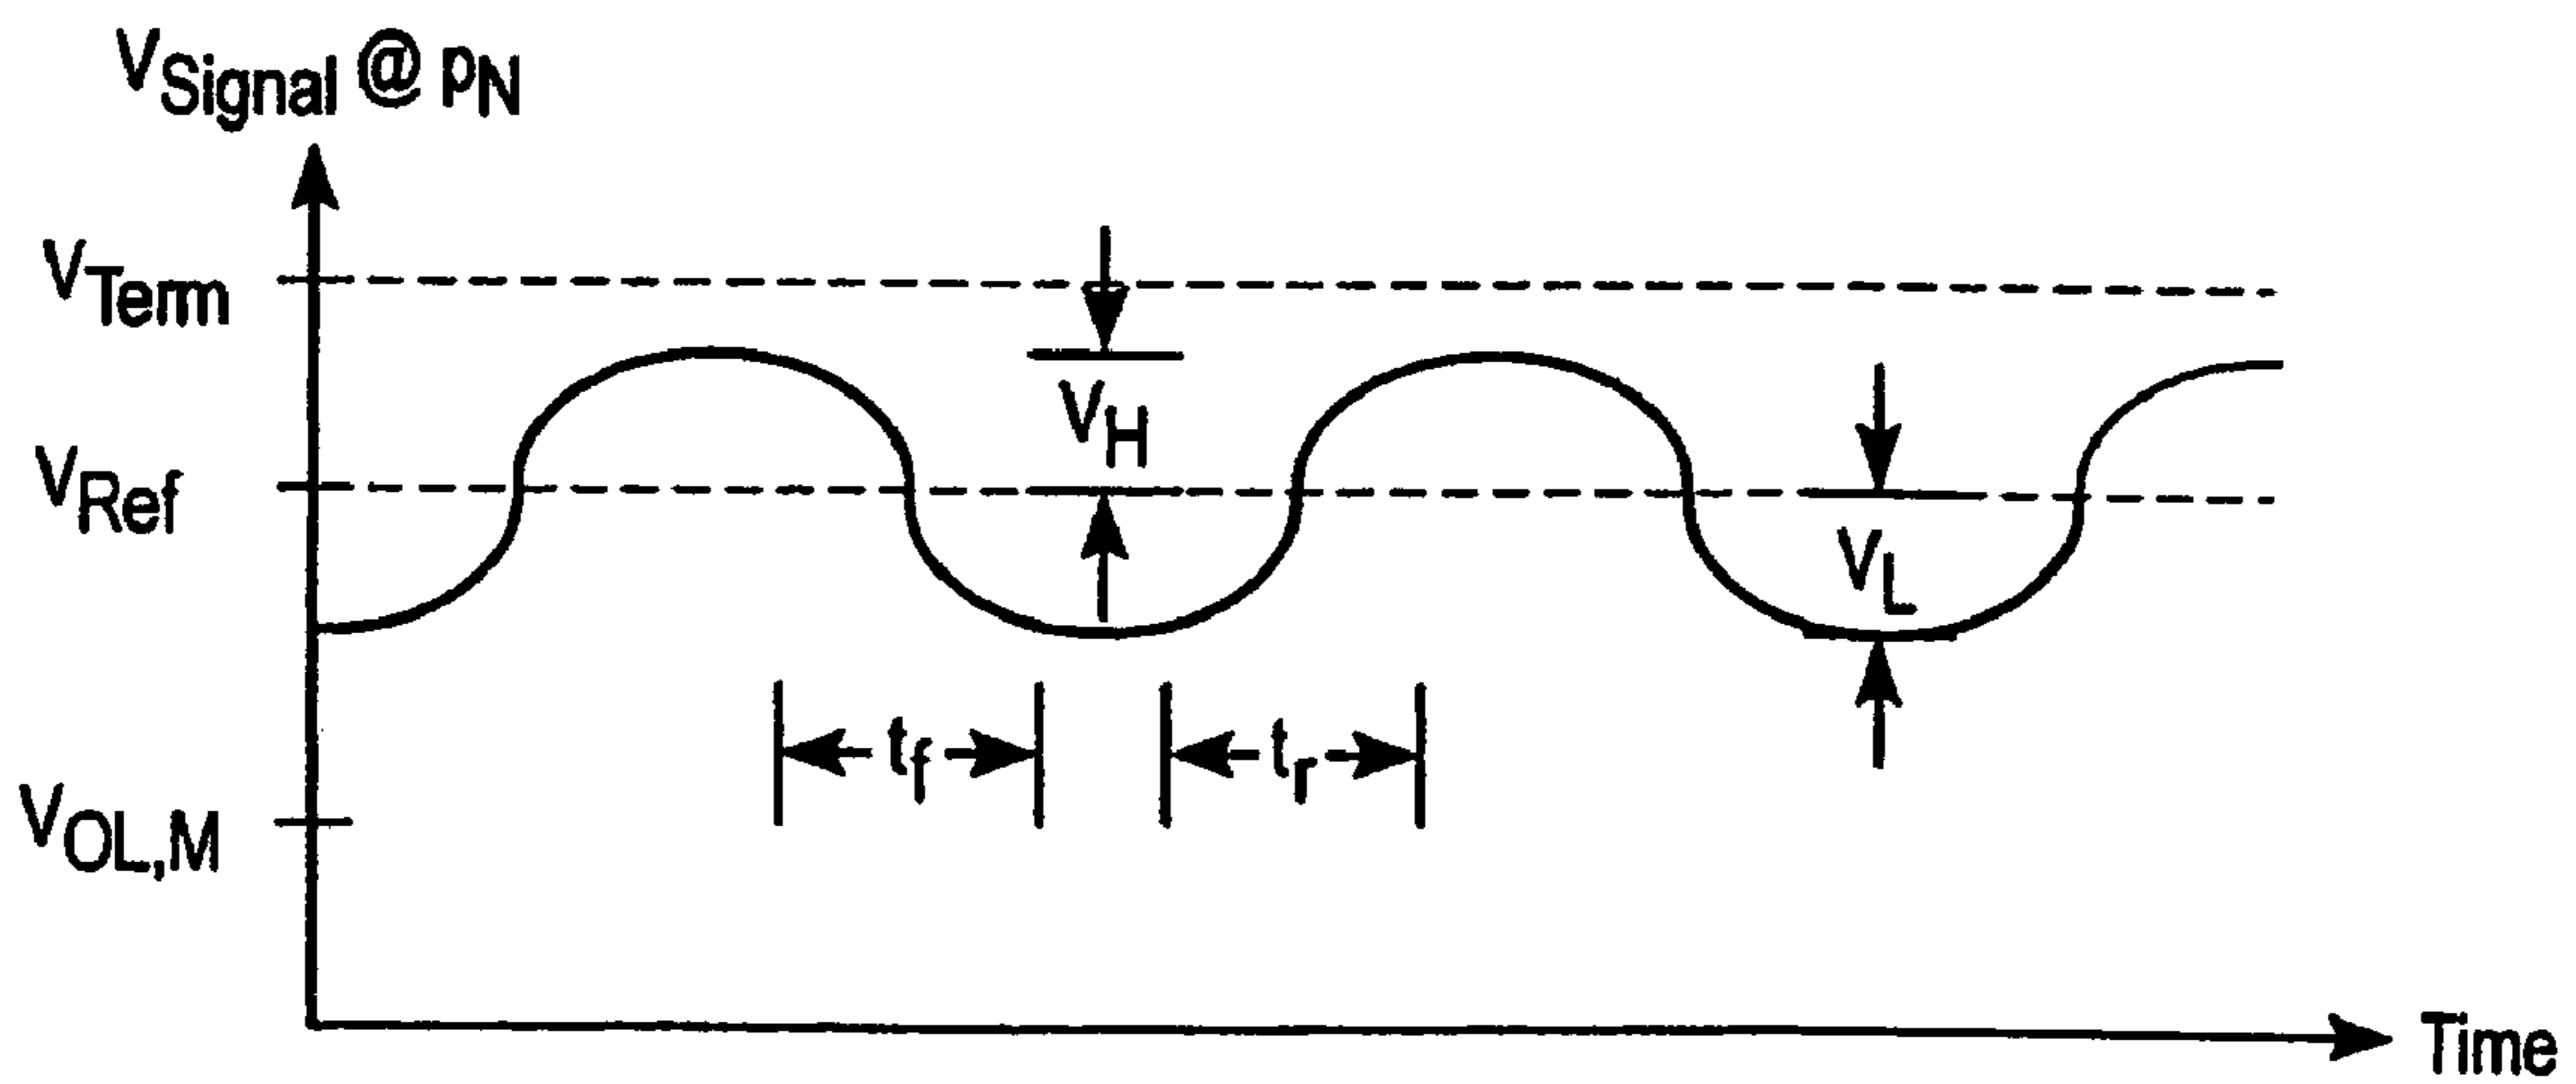 VSignal @ pN
VTerm
VH
VRef
VL
tf
tr
VOL,M
Time